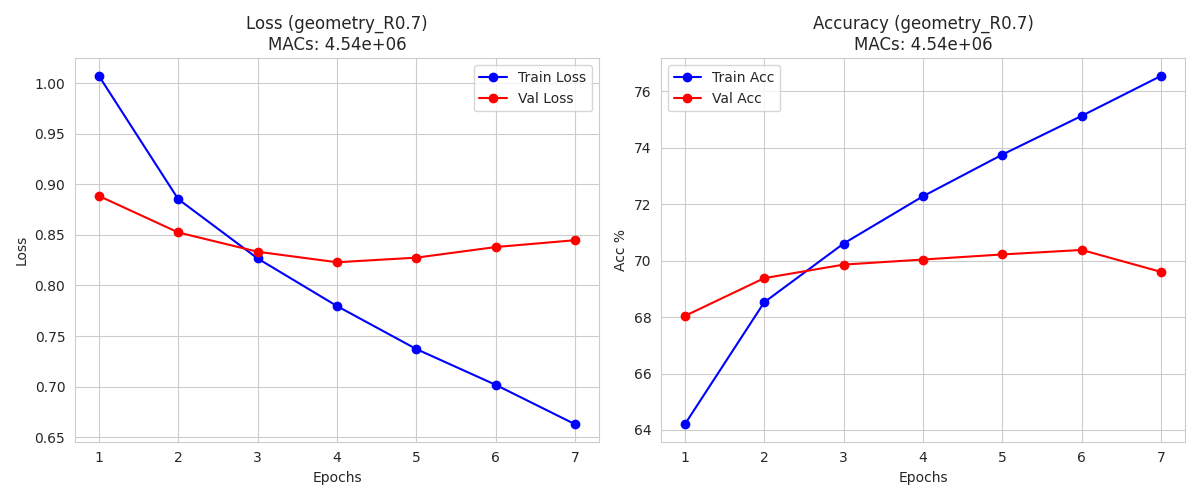 Loss (geometry_R0.7)
MACs: 4.54e+06
Train Loss
Val Loss
1.00
0.95
0.90
0.85
0.80
0.75
0.70
0.65
Loss
1 2 3 4 5 6 7
Epochs
Accuracy (geometry_R0.7)
MACs: 4.54e+06
Train Acc
Val Acc
76
74
72
70
68
66
64
Acc %
1 2 3 4 5 6 7
Epochs